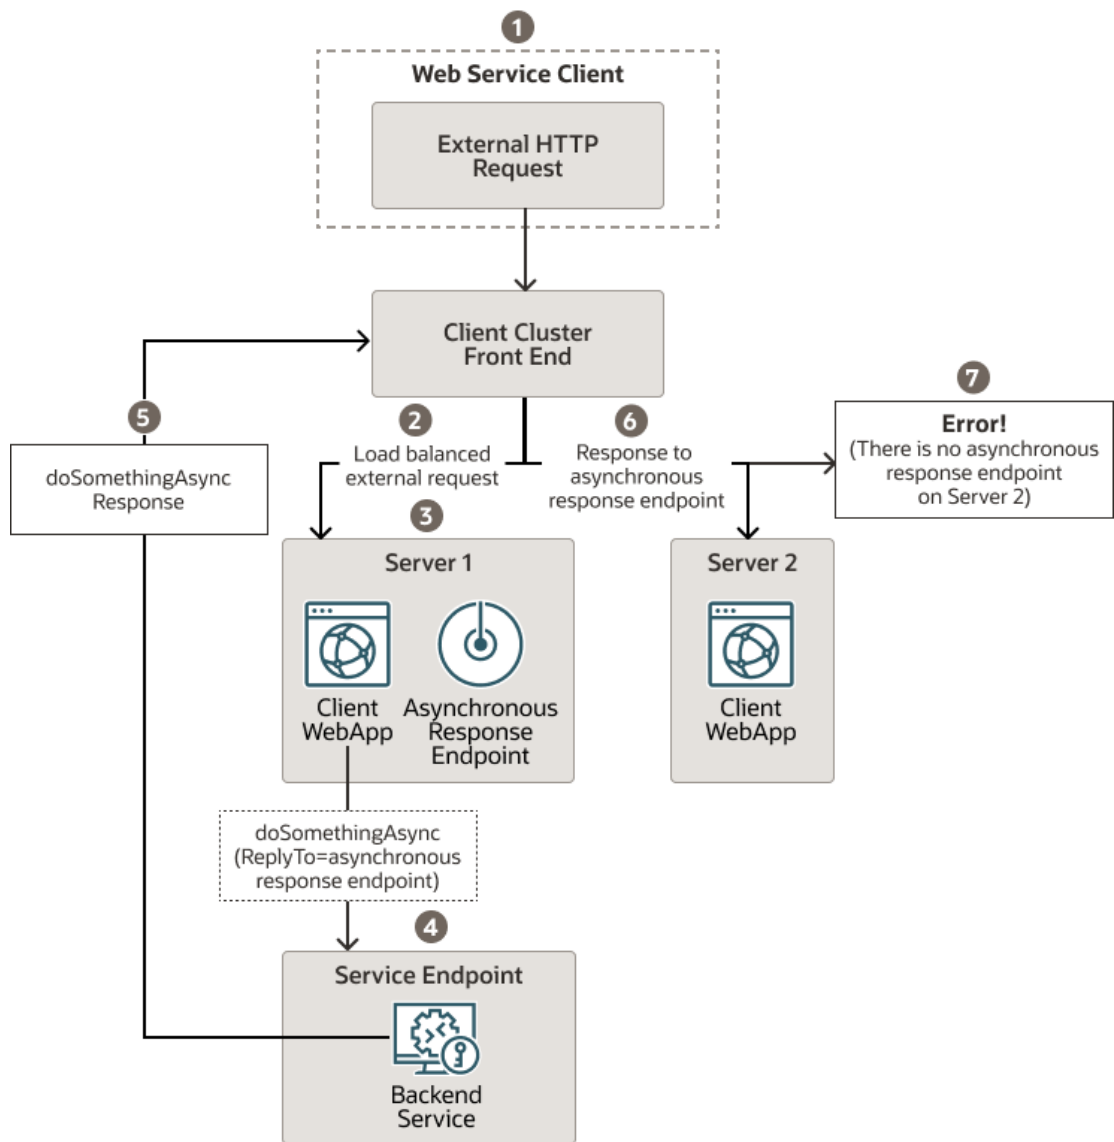 1
Web Service Client
External HTTP
Request
Client Cluster
Front End
2
Load balanced
external request
6
Response to
asynchronous
response endpoint
7
Error!
(There is no asynchronous
response endpoint
on Server 2)
5
doSomethingAsync
Response
3
Server 1
Client
WebApp
Asynchronous
Response
Endpoint
Server 2
Client
WebApp
doSomethingAsync
(ReplyTo=asynchronous
response endpoint)
4
Service Endpoint
Backend
Service